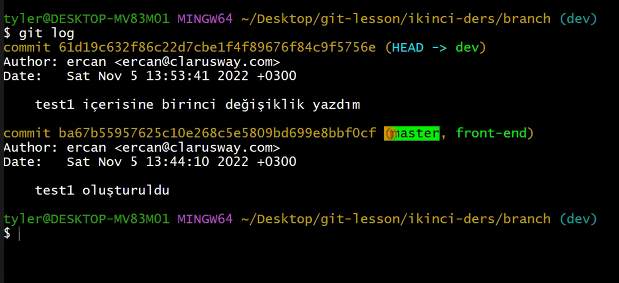 tyler@DESKTOP-MV83M01 MINGW64 ~/Desktop/git-lesson/ikinci-ders/branch (dev)
$ git log
commit 61d19c632f86c22d7cbe1f4f89676f84c9f5756e (HEAD -> dev)
Author: ercan <ercan@clarusway.com>
Date:   Sat Nov 5 13:53:41 2022 +0300
test1 içerisine birinci değişiklik yazdım
commit ba67b55957625c10e268c5e5809bd699e8bbf0cf (master, front-end)
Author: ercan <ercan@clarusway.com>
Date:   Sat Nov 5 13:44:10 2022 +0300
test1 oluşturuldu
tyler@DESKTOP-MV83M01 MINGW64 ~/Desktop/git-lesson/ikinci-ders/branch (dev)
$